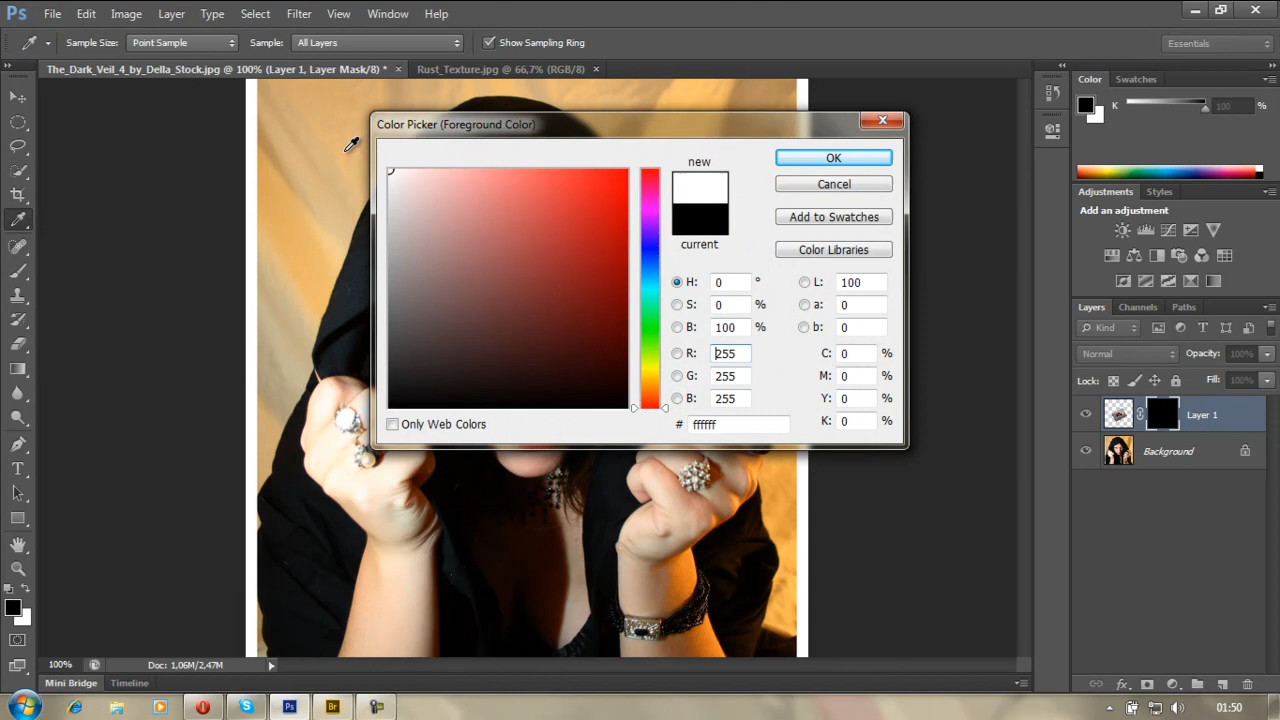 Ps File Edit Image Layer Type Select Filter View Window Help
Sample Size: Point Sample Sample: All Layers Show Sampling Ring Essentials
The_Dark_Veil_4_by_Della_Stock.jpg @ 100% (Layer 1, Layer Mask/8) * × Rust_Texture.jpg @ 66,7% (RGB/8) ×
Color Swatches
K 100 %
Color Picker (Foreground Color)
new
current
OK
Cancel
Add to Swatches
Color Libraries
H: 0 ° L: 100
S: 0 % a: 0
B: 100 % b: 0
R: 255 C: 0 %
G: 255 M: 0 %
B: 255 Y: 0 %
# ffffff K: 0 %
Only Web Colors
Adjustments Styles
Add an adjustment
Layers Channels Paths
Kind
Normal Opacity: 100%
Lock: Fill: 100%
Layer 1
Background
100% Doc: 1,06M/2,47M
Mini Bridge Timeline
Ps Br 01:50